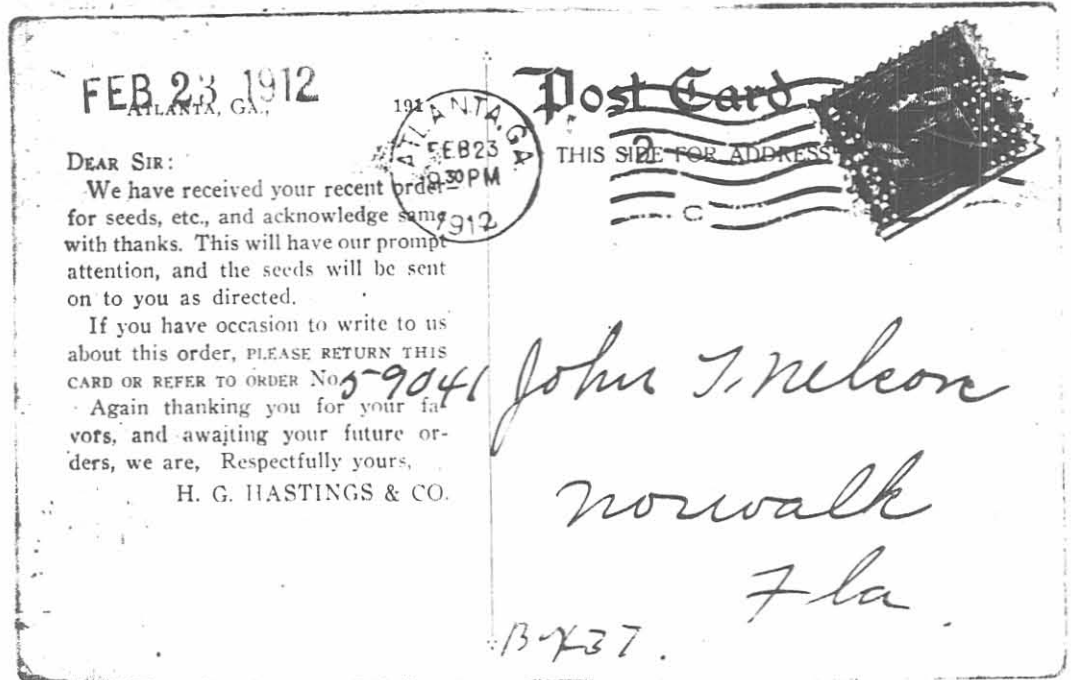 FEB 23 1912
ATLANTA, GA., 191
DEAR SIR:
We have received your recent order
for seeds, etc., and acknowledge same
with thanks. This will have our prompt
attention, and the seeds will be sent
on to you as directed.
If you have occasion to write to us
about this order, PLEASE RETURN THIS
CARD OR REFER TO ORDER No 59041
Again thanking you for your fa-
vors, and awaiting your future or-
ders, we are, Respectfully yours,
H. G. HASTINGS & CO.
ATLANTA, GA.
FEB 23
9 30 PM
1912
Post Card
THIS SIDE FOR ADDRESS
2
C
John T. Nelson
Norwalk
Fla